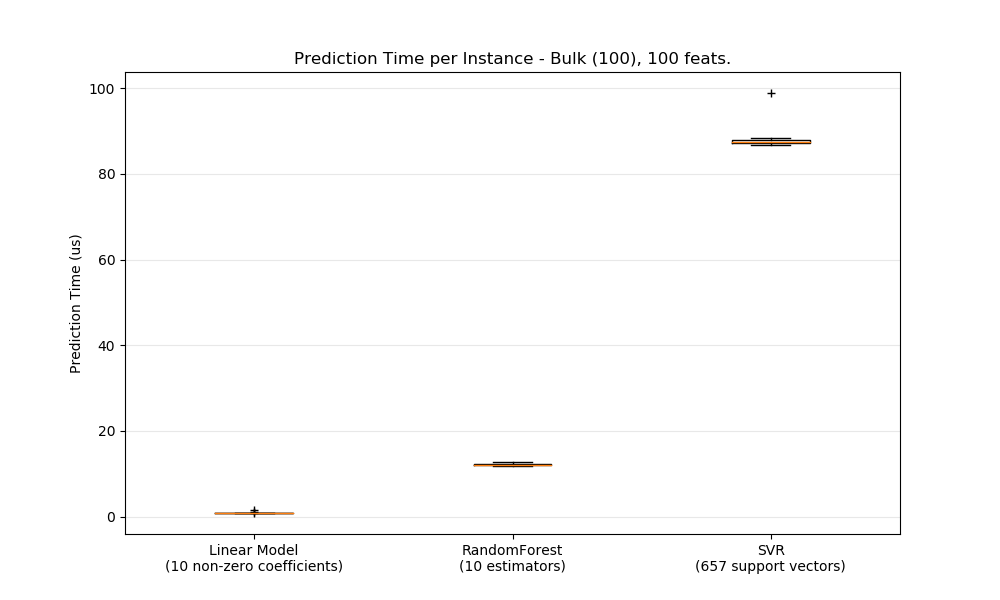 Prediction Time per Instance - Bulk (100), 100 feats.
100
80
60
40
20
0
Prediction Time (us)
Linear Model
(10 non-zero coefficients)
RandomForest
(10 estimators)
SVR
(657 support vectors)